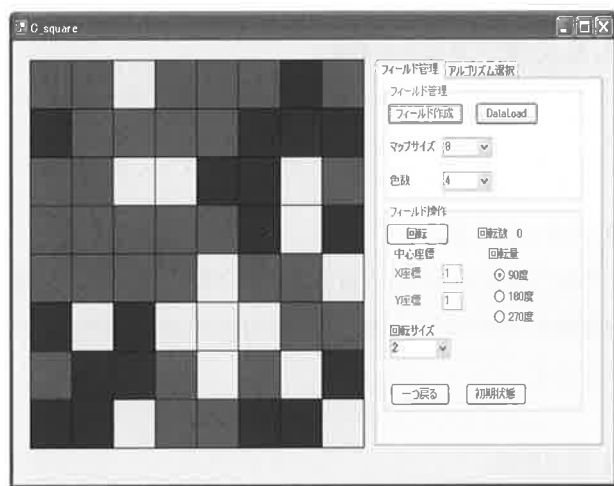 C_square
フィールド管理 アルゴリズム選択
フィールド管理
フィールド作成 DataLoad
マップサイズ 8
色数 4
フィールド操作
回転 回転数 0
中心座標 回転量
X座標 1 90度
Y座標 1 180度
270度
回転サイズ
2
一つ戻る 初期状態